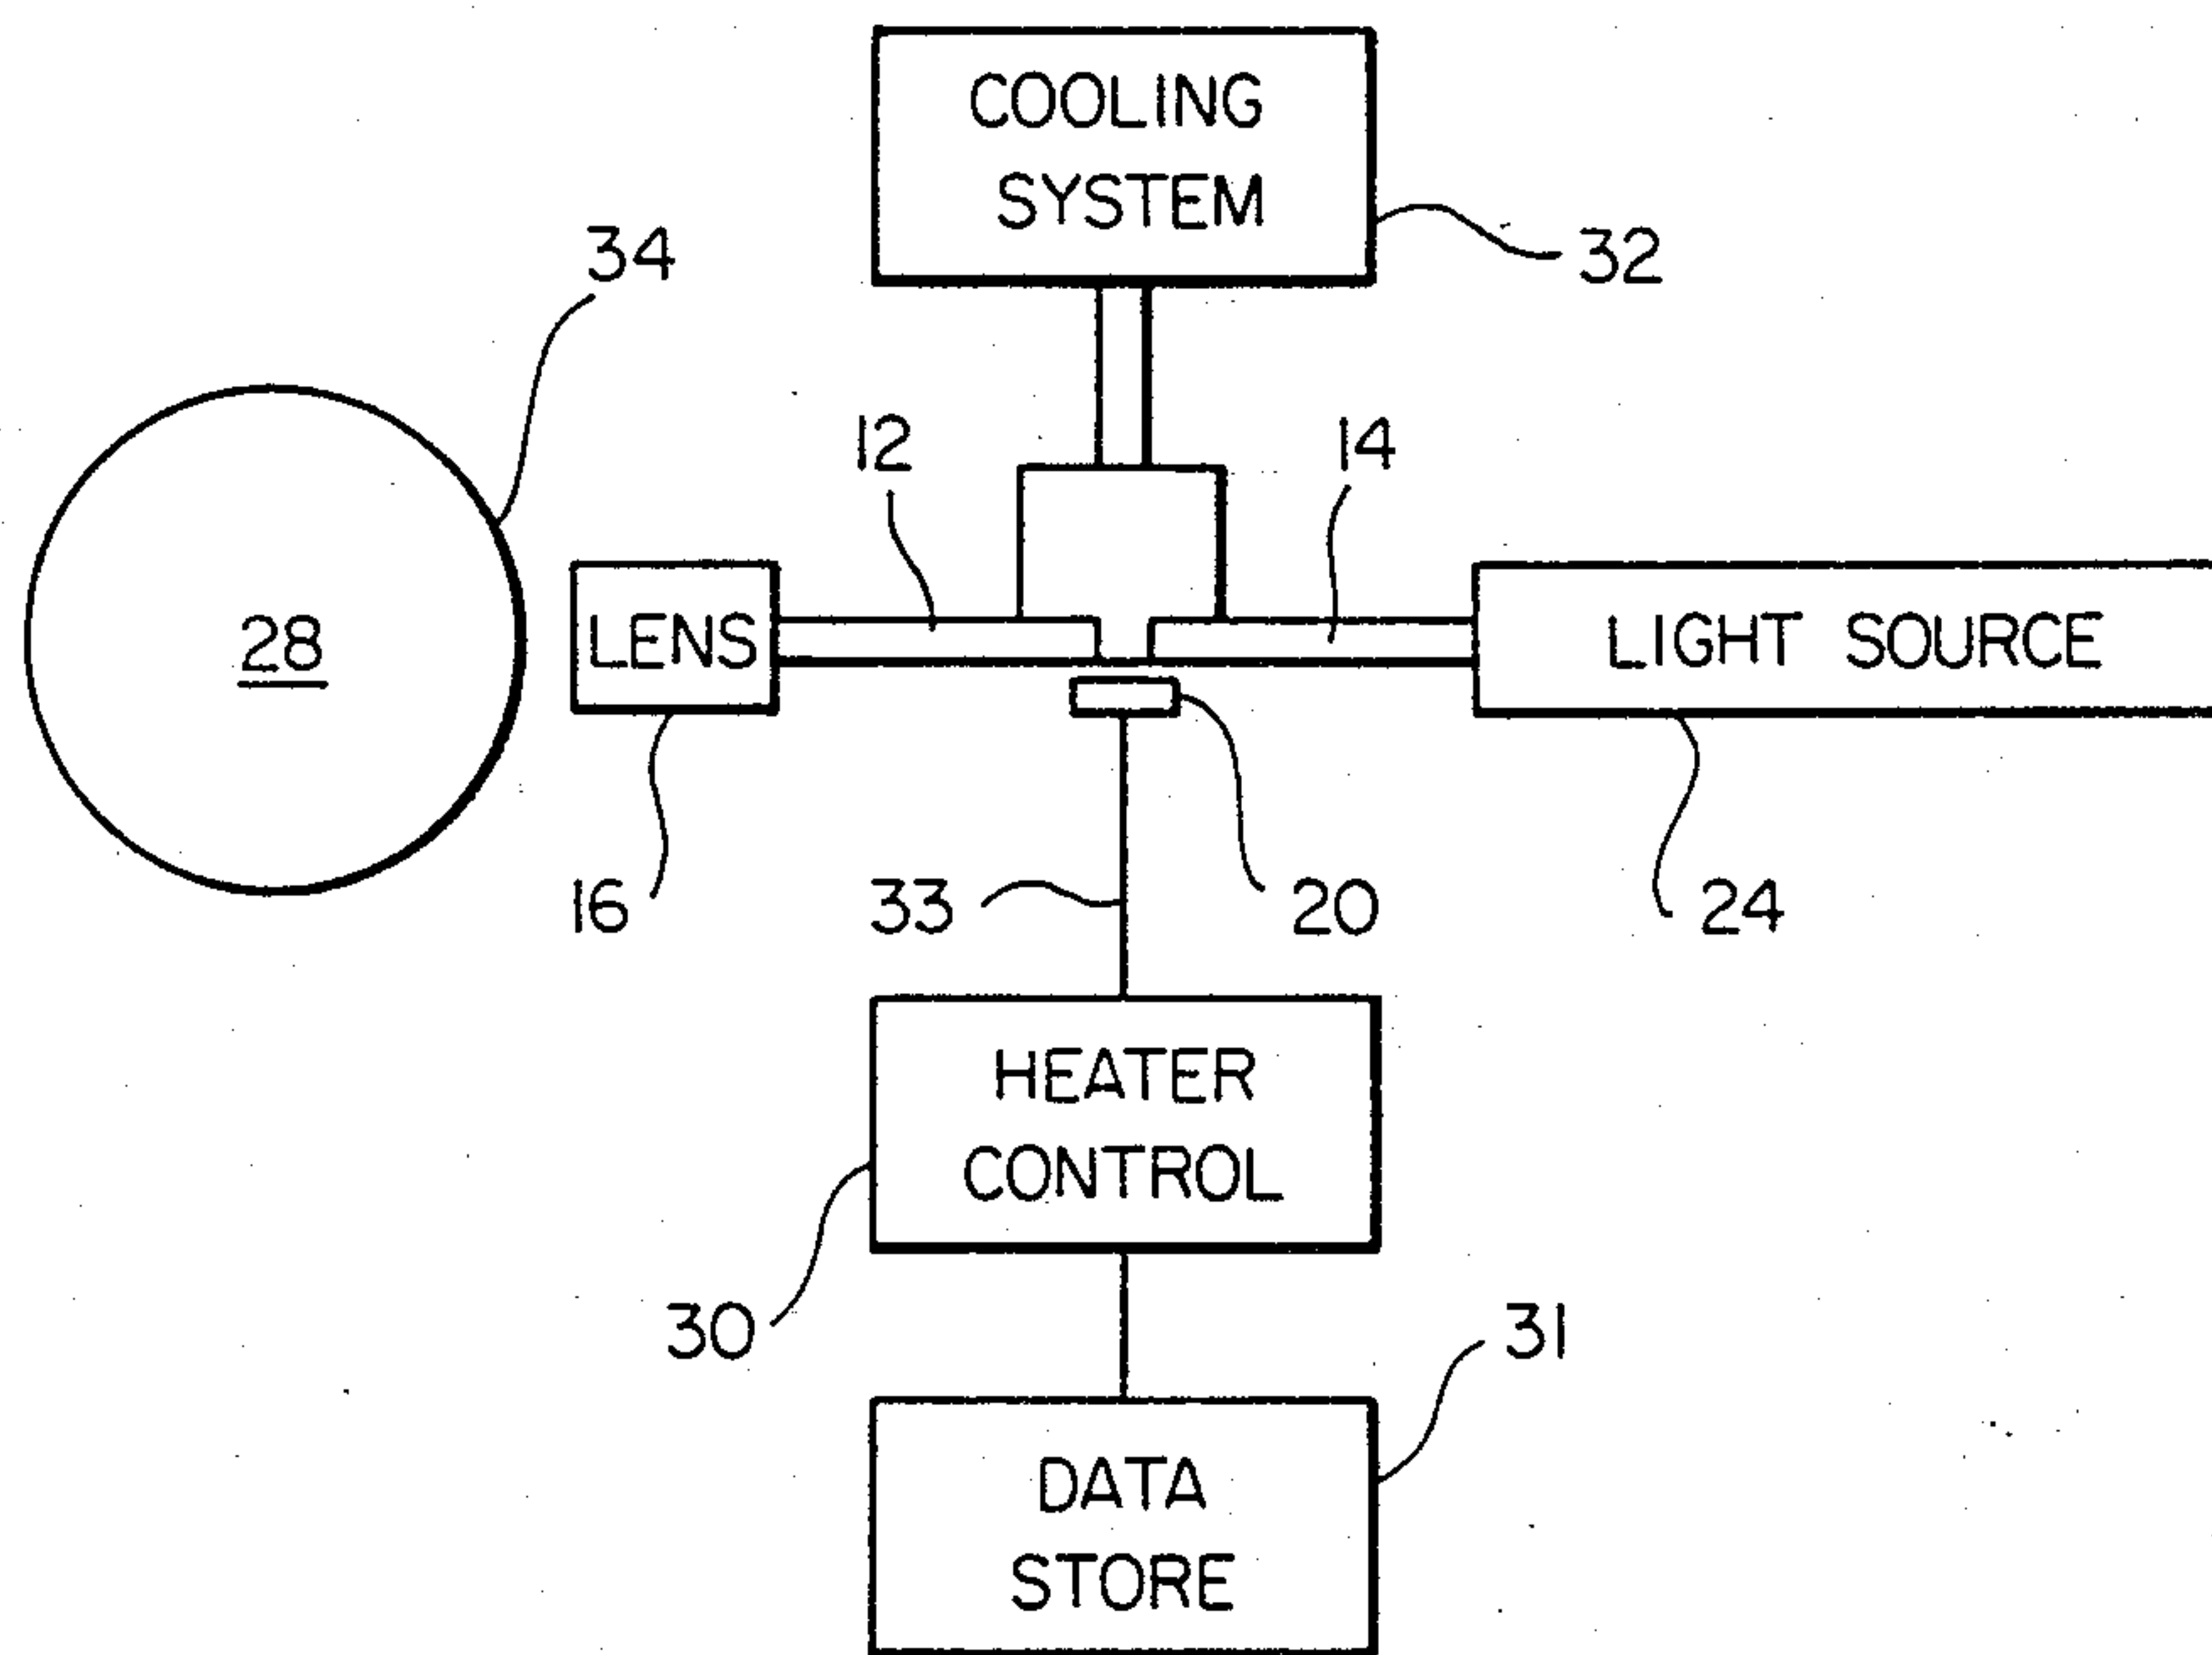 COOLING
SYSTEM
34
32
12
14
28
LENS
LIGHT SOURCE
16
33
20
24
HEATER
CONTROL
30
31
DATA
STORE